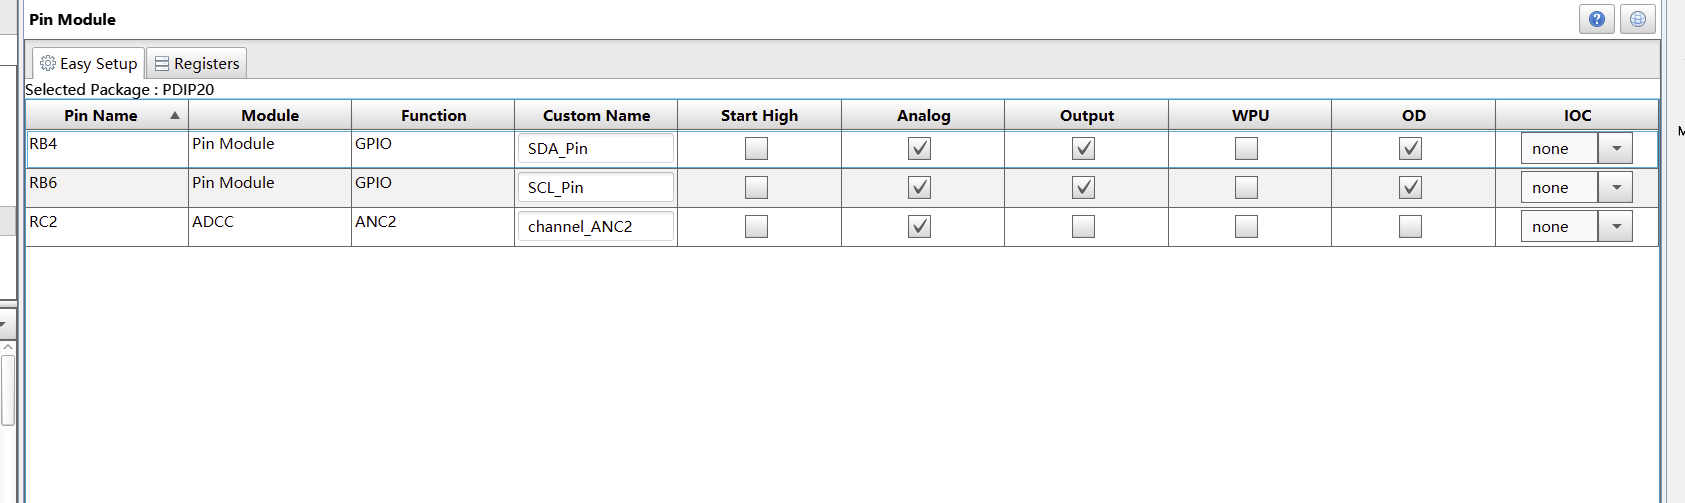 Pin Module
Easy Setup Registers
Selected Package : PDIP20
Pin Name Module Function Custom Name Start High Analog Output WPU OD IOC
RB4 Pin Module GPIO SDA_Pin none
RB6 Pin Module GPIO SCL_Pin none
RC2 ADCC ANC2 channel_ANC2 none